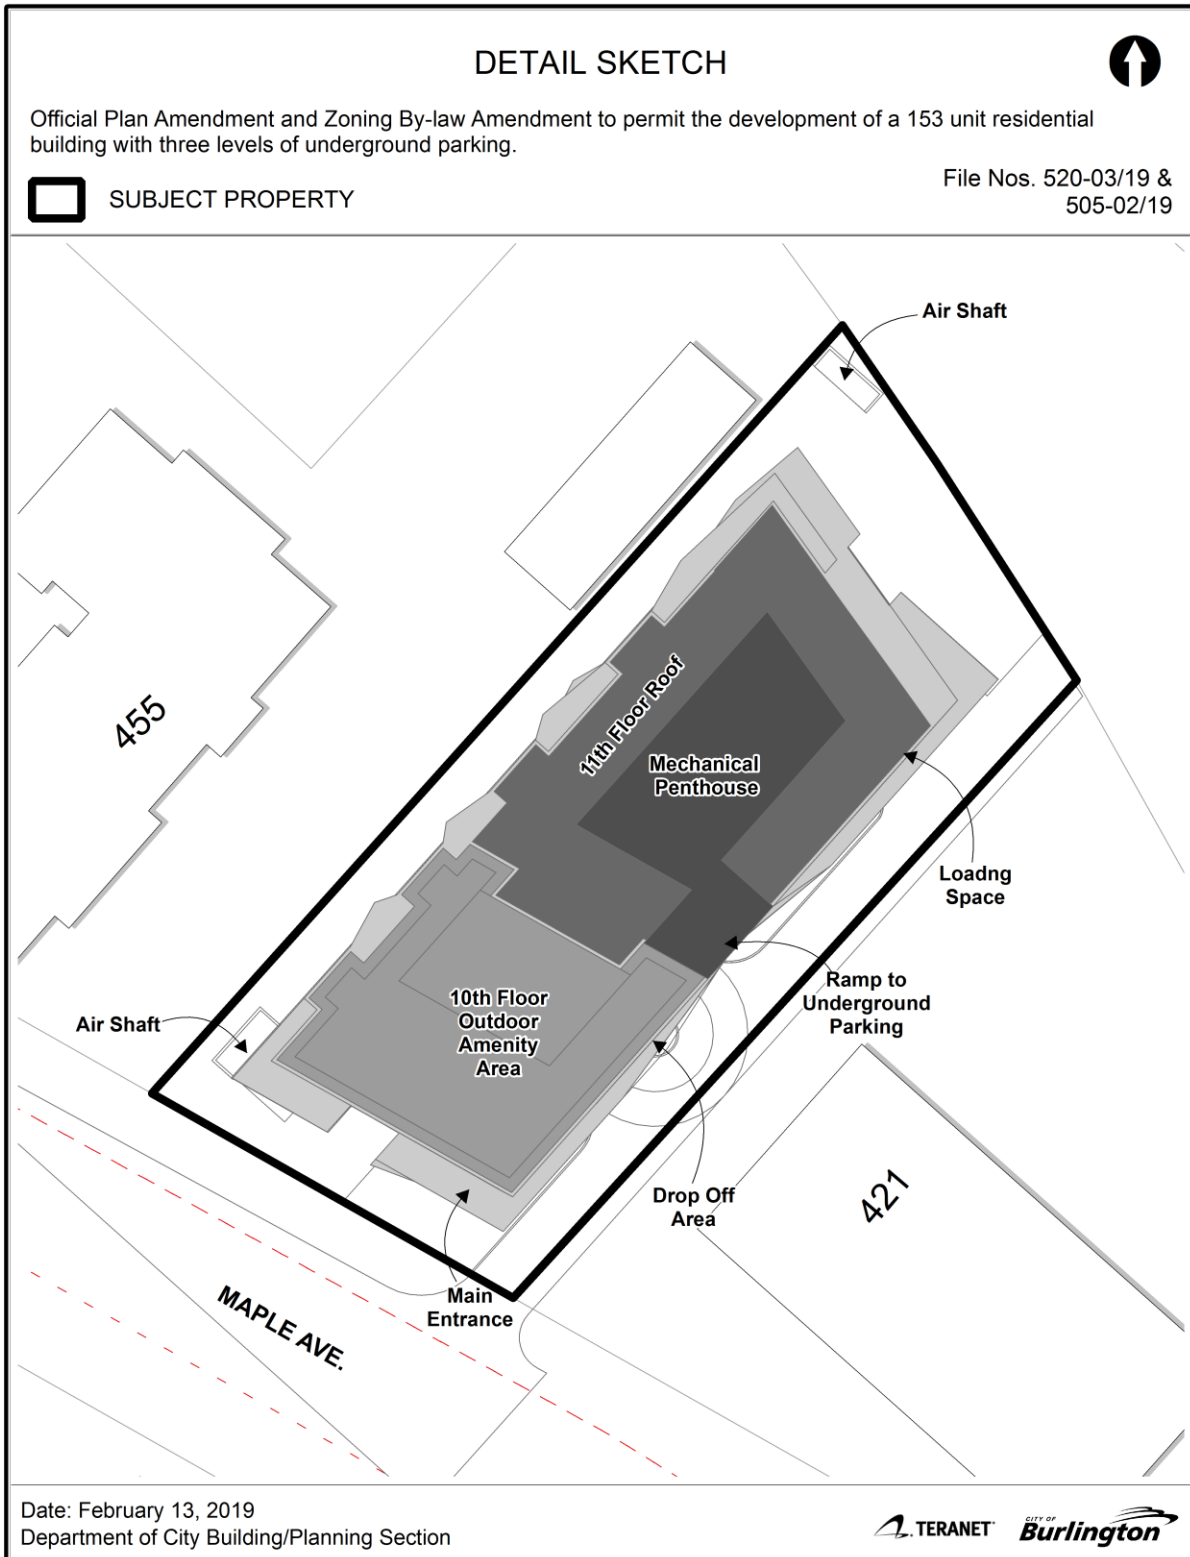 DETAIL SKETCH
Official Plan Amendment and Zoning By-law Amendment to permit the development of a 153 unit residential
building with three levels of underground parking.
SUBJECT PROPERTY
File Nos. 520-03/19 &
505-02/19
Air Shaft
455
11th Floor Roof
Mechanical
Penthouse
Loadng
Space
Ramp to
Underground
Parking
10th Floor
Outdoor
Amenity
Area
Air Shaft
Drop Off
Area
421
Main
Entrance
MAPLE AVE.
Date: February 13, 2019
Department of City Building/Planning Section
TERANET
CITY OF
Burlington